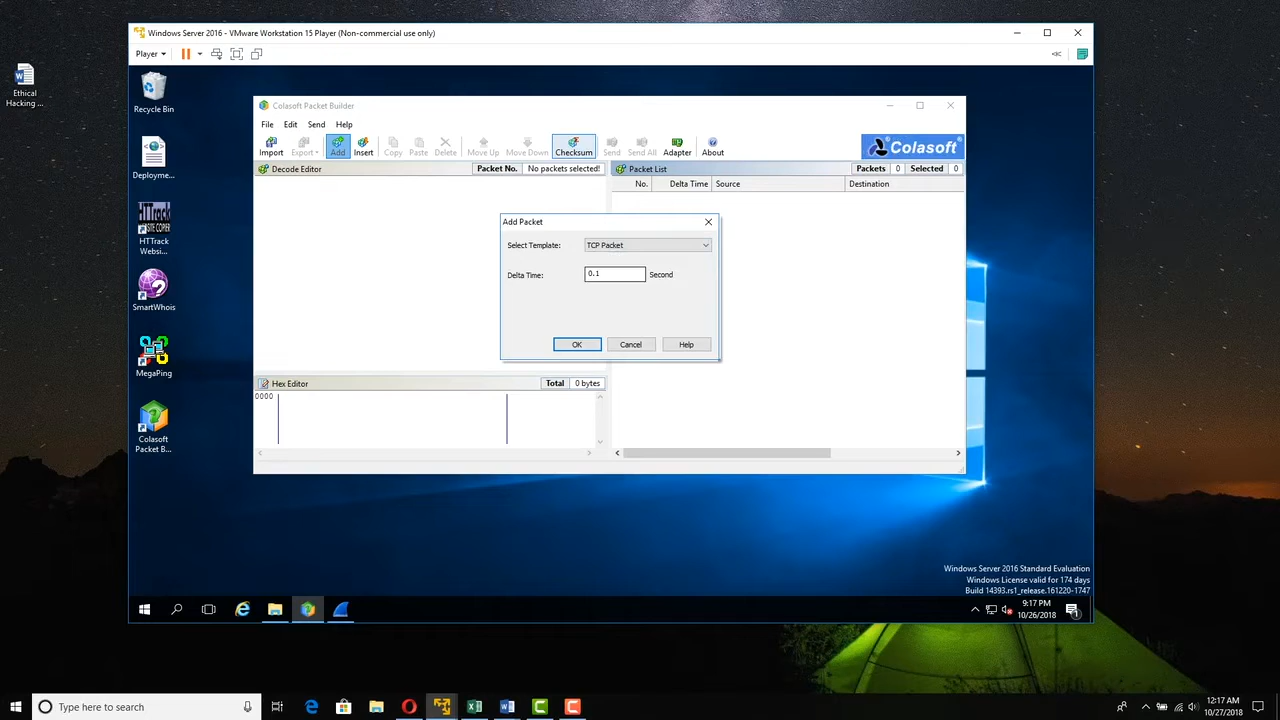 Windows Server 2016 - VMware Workstation 15 Player (Non-commercial use only)
Player
Ethical
Hacking ...
Recycle Bin
Deployme...
HTTrack
SITE COPIER
HTTrack
Websi...
SmartWhois
MegaPing
Colasoft
Packet B...
Colasoft Packet Builder
File Edit Send Help
Import Export Add Insert Copy Paste Delete Move Up Move Down Checksum Send Send All Adapter About
Colasoft
Decode Editor Packet No. No packets selected!
Packet List Packets 0 Selected 0
No. Delta Time Source Destination
Add Packet
Select Template: TCP Packet
Delta Time: 0.1 Second
OK Cancel Help
Hex Editor Total 0 bytes
0000
Windows Server 2016 Standard Evaluation
Windows License valid for 174 days
Build 14393.rs1_release.161220-1747
9:17 PM
10/26/2018
1
Type here to search
12:17 AM
10/27/2018